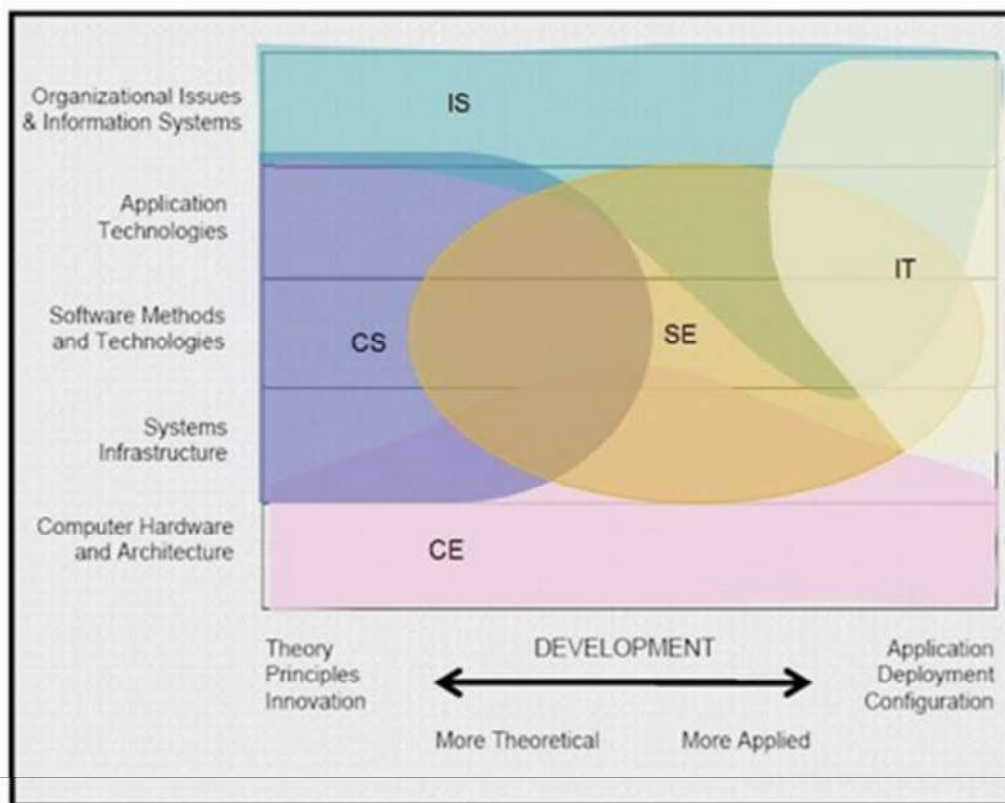 Organizational Issues
& Information Systems
IS
Application
Technologies
IT
Software Methods
and Technologies
CS
SE
Systems
Infrastructure
Computer Hardware
and Architecture
CE
Theory
Principles
Innovation
DEVELOPMENT
Application
Deployment
Configuration
More Theoretical
More Applied